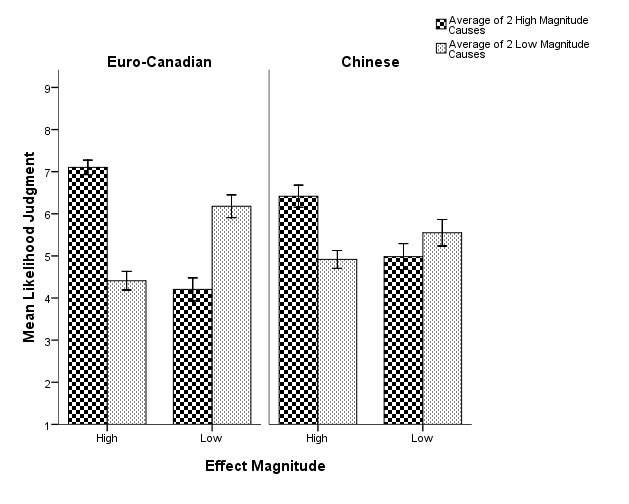 Average of 2 High Magnitude
Causes
Average of 2 Low Magnitude
Causes
Euro-Canadian
Chinese
Mean Likelihood Judgment
9
8
7
6
5
4
3
2
1
High
Low
High
Low
Effect Magnitude